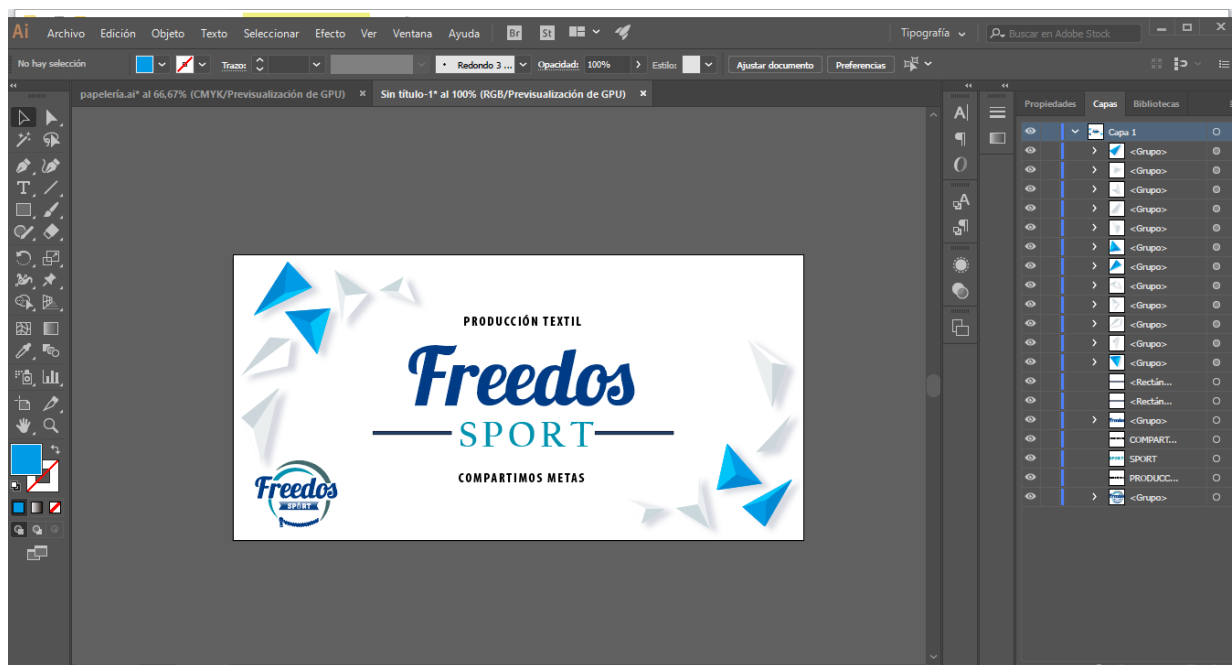 Ai Archivo Edición Objeto Texto Seleccionar Efecto Ver Ventana Ayuda Br St Tipografía Buscar en Adobe Stock
No hay selección Trazo: Redondo 3 ... Opacidad: 100% Estilo: Ajustar documento Preferencias
papelería.ai* al 66,67% (CMYK/Previsualización de GPU) × Sin título-1* al 100% (RGB/Previsualización de GPU) ×
Propiedades Capas Bibliotecas
Capa 1
<Grupo>
<Grupo>
<Grupo>
<Grupo>
<Grupo>
<Grupo>
<Grupo>
<Grupo>
<Grupo>
<Grupo>
<Grupo>
<Grupo>
<Rectán...
<Rectán...
<Grupo>
COMPART...
SPORT
PRODUCC...
<Grupo>
PRODUCCIÓN TEXTIL
Freedos
SPORT
COMPARTIMOS METAS
Freedos
SPORT